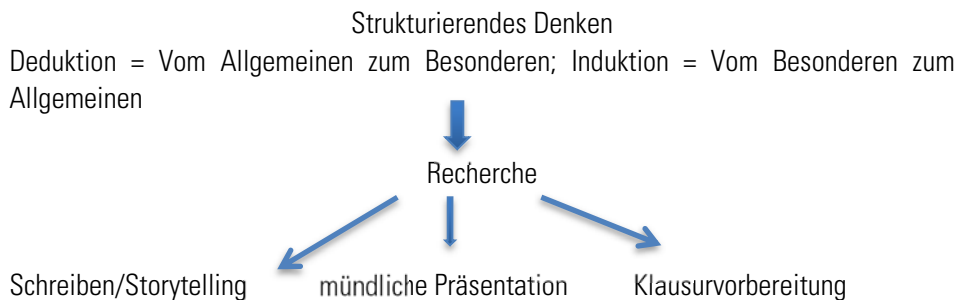 Strukturierendes Denken
Deduktion = Vom Allgemeinen zum Besonderen; Induktion = Vom Besonderen zum
Allgemeinen
Recherche
Schreiben/Storytelling mündliche Präsentation Klausurvorbereitung